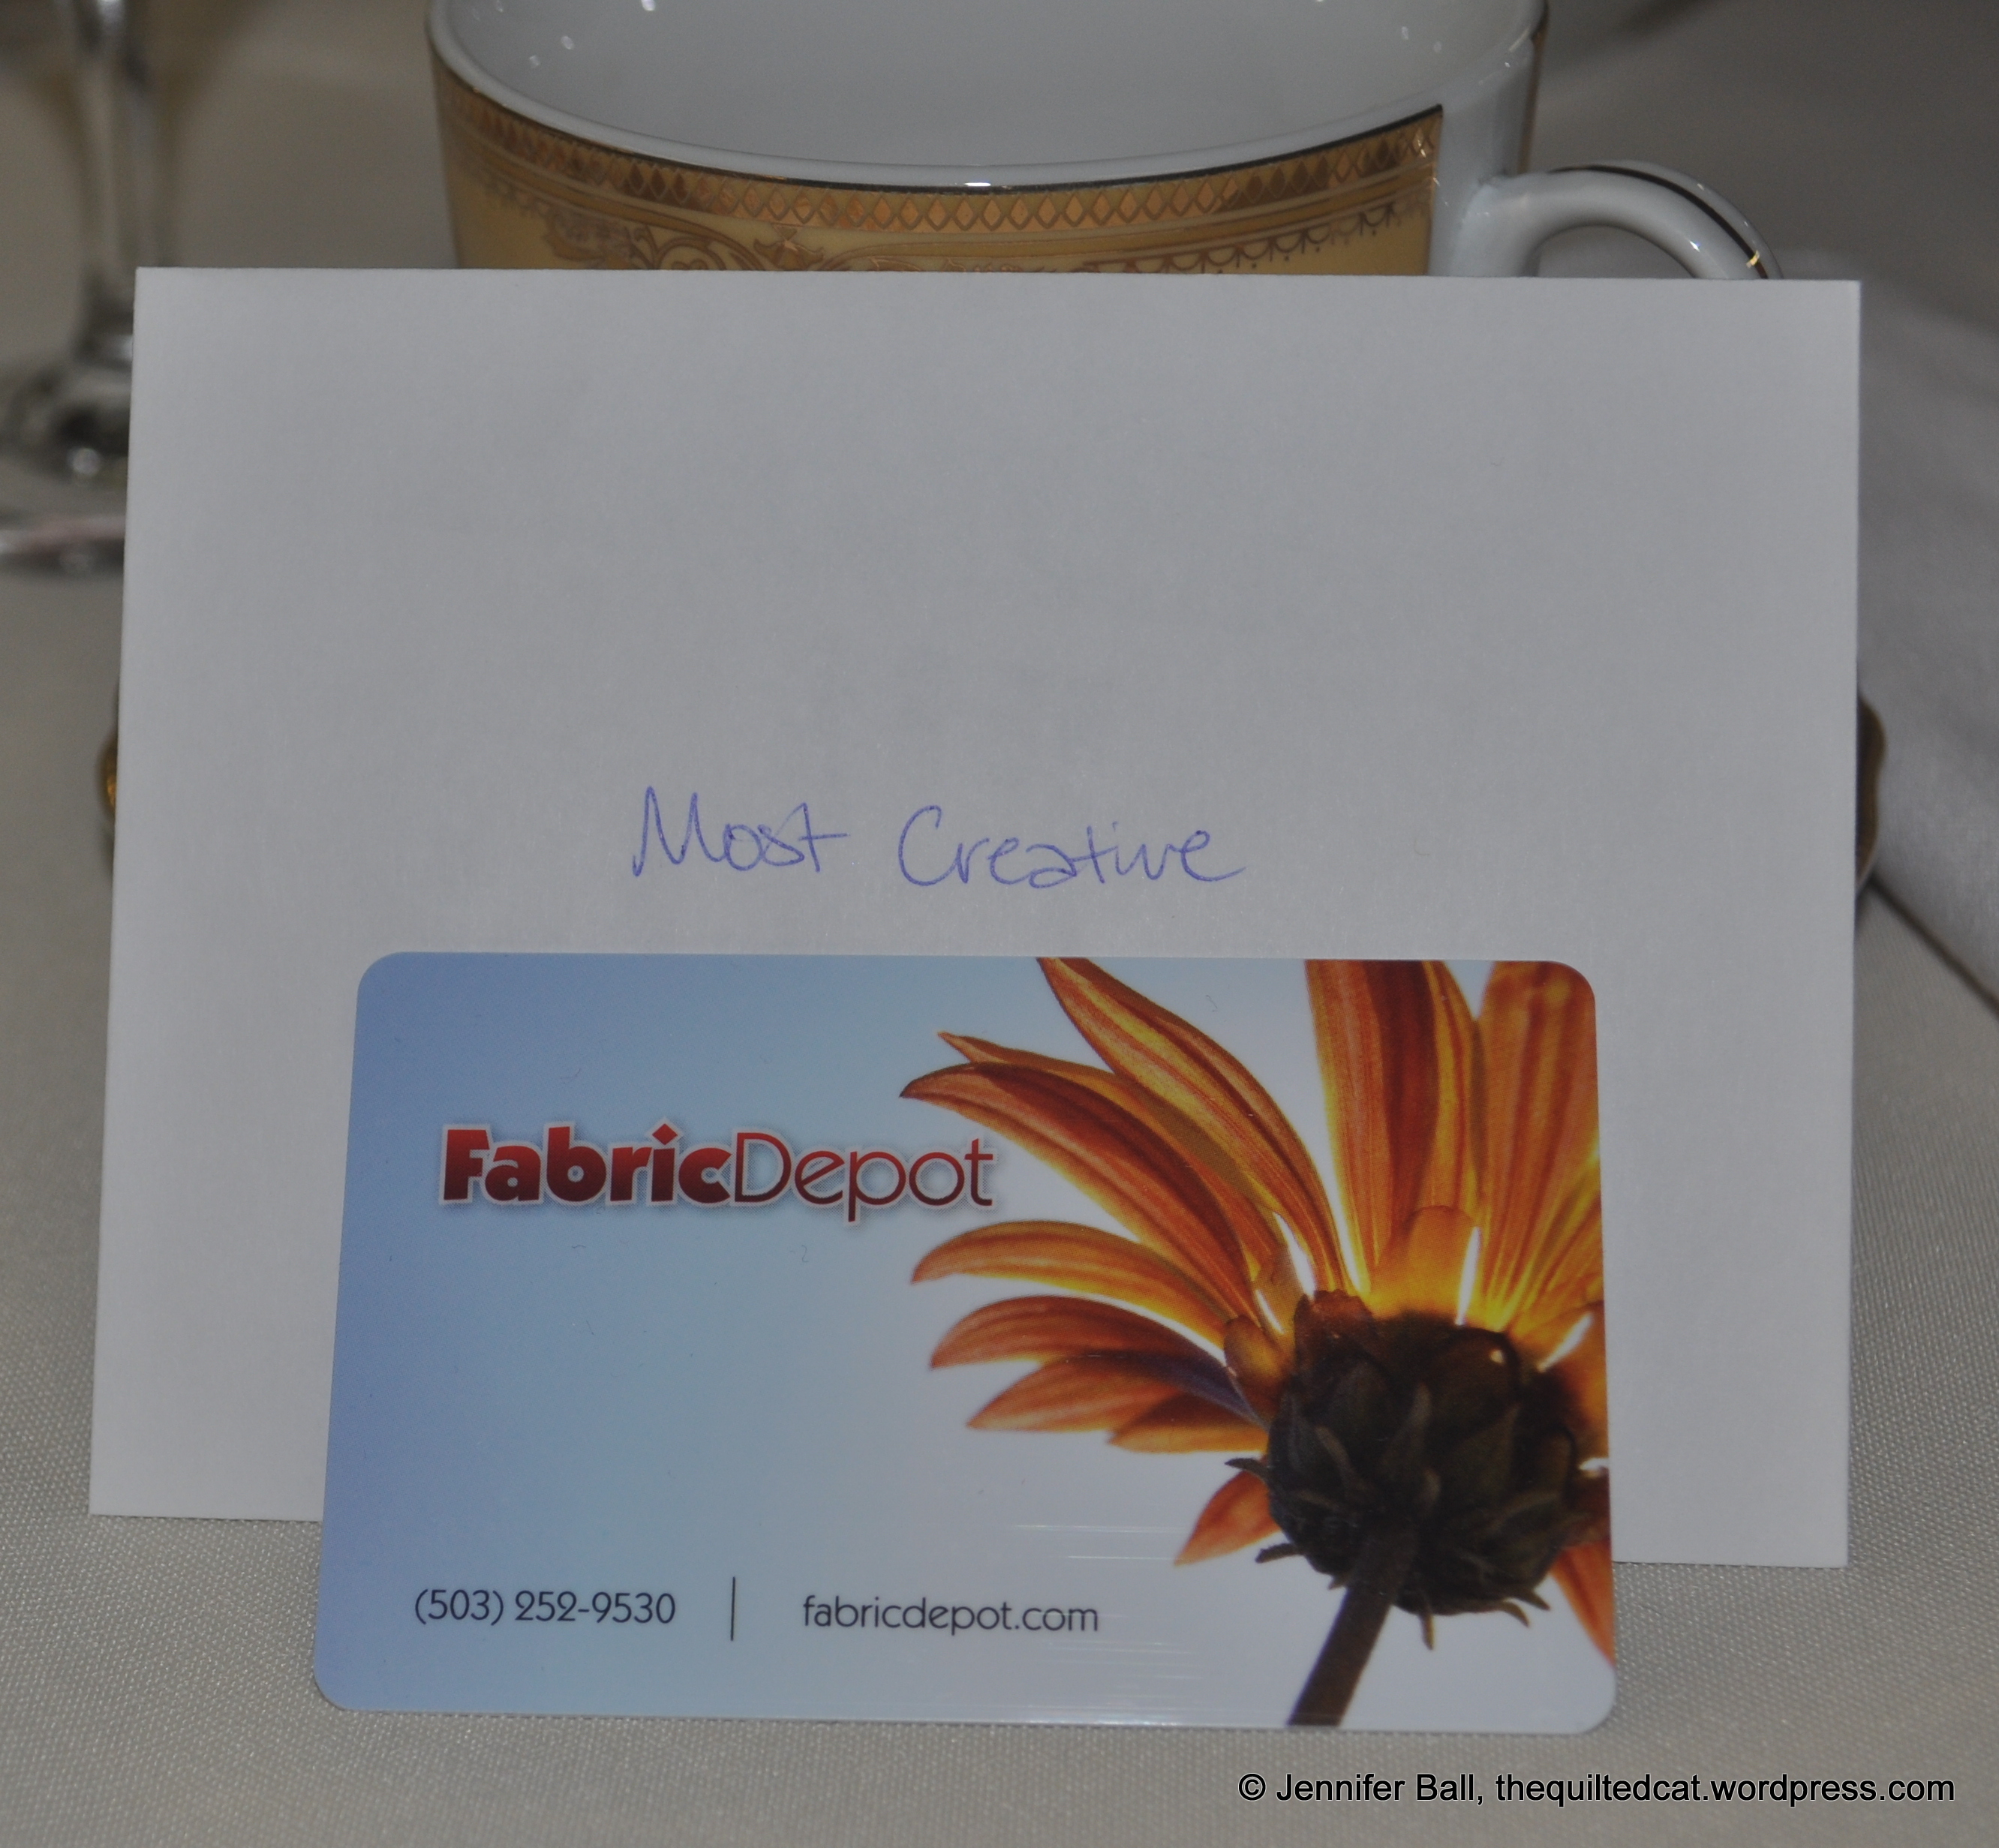 Most Creative
FabricDepot
(503) 252-9530 | fabricdepot.com
© Jennifer Ball, thequiltedcat.wordpress.com